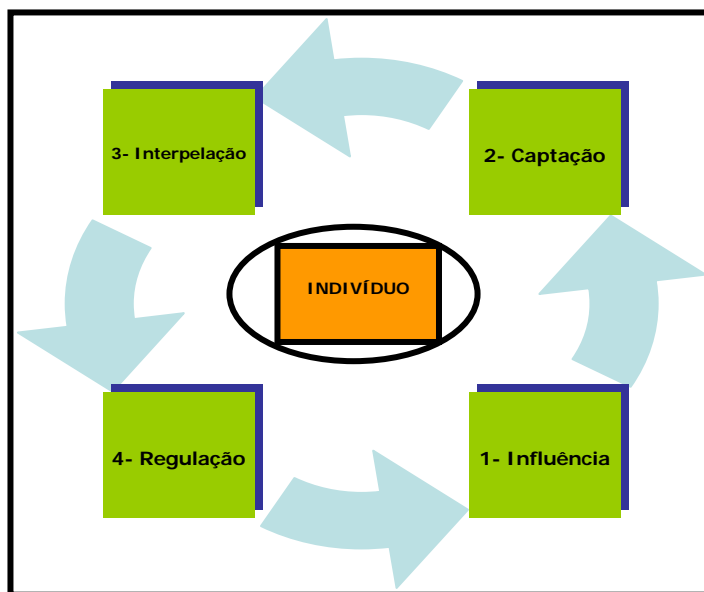 3- Interpelação
2- Captação
INDIVÍDUO
4- Regulação
1- Influência